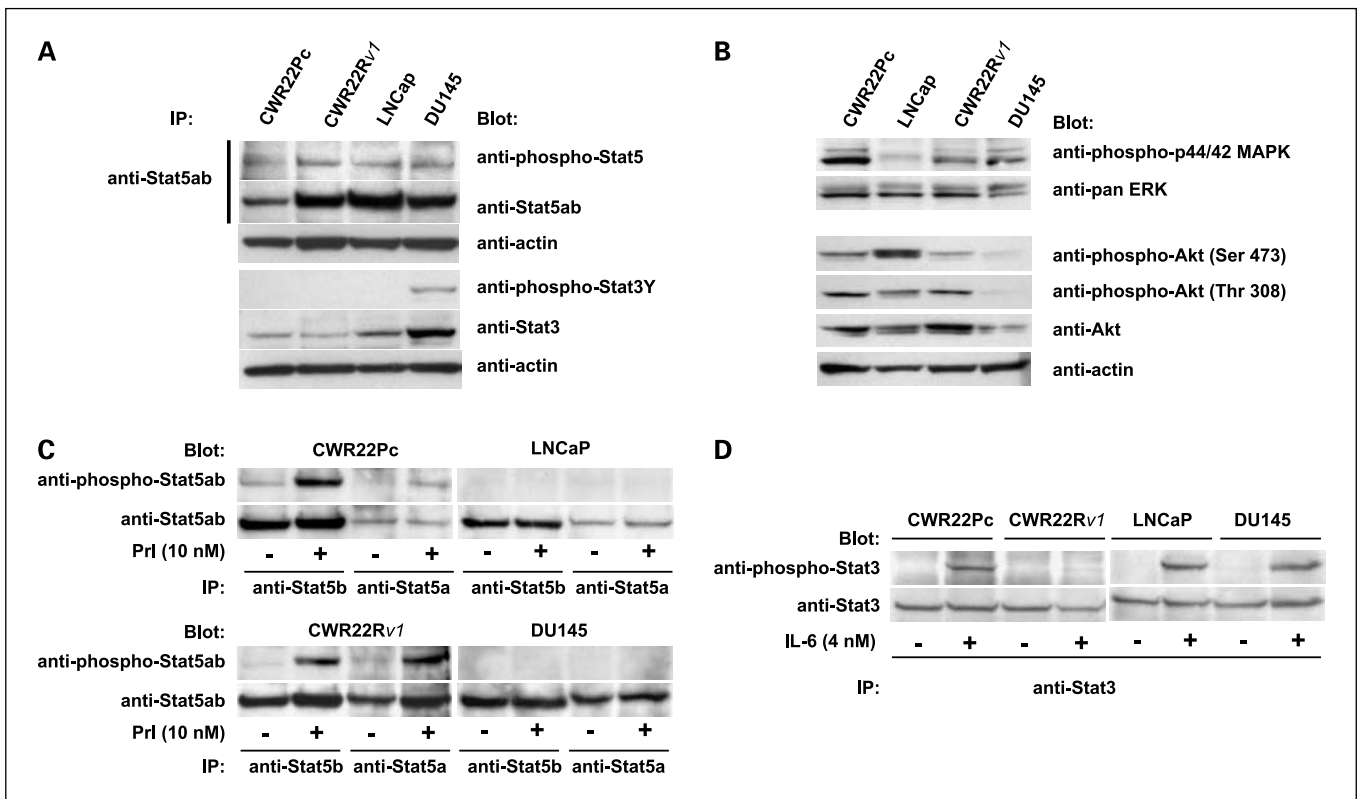 A
CWR22Pc
CWR22Rv1
LNCap
DU145
IP:
Blot:
anti-Stat5ab
anti-phospho-Stat5
anti-Stat5ab
anti-actin
anti-phospho-Stat3Y
anti-Stat3
anti-actin
B
CWR22Pc
LNCap
CWR22Rv1
DU145
Blot:
anti-phospho-p44/42 MAPK
anti-pan ERK
anti-phospho-Akt (Ser 473)
anti-phospho-Akt (Thr 308)
anti-Akt
anti-actin
C
Blot: CWR22Pc LNCaP
anti-phospho-Stat5ab
anti-Stat5ab
Prl (10 nM) - + - + - + - +
IP: anti-Stat5b anti-Stat5a anti-Stat5b anti-Stat5a
Blot: CWR22Rv1 DU145
anti-phospho-Stat5ab
anti-Stat5ab
Prl (10 nM) - + - + - + - +
IP: anti-Stat5b anti-Stat5a anti-Stat5b anti-Stat5a
D
CWR22Pc CWR22Rv1 LNCaP DU145
Blot:
anti-phospho-Stat3
anti-Stat3
IL-6 (4 nM) - + - + - + - +
IP: anti-Stat3